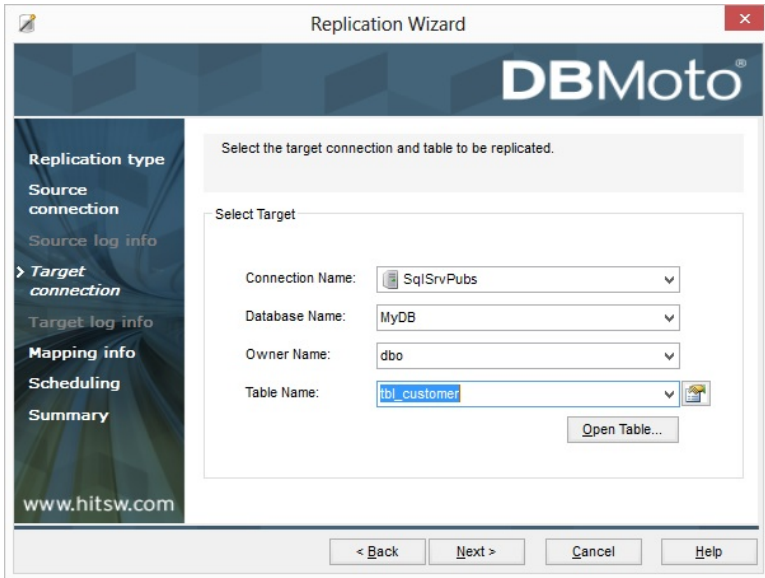 Replication Wizard
DBMoto®
Replication type
Source
connection
Source log info
Target
connection
Target log info
Mapping info
Scheduling
Summary
www.hitsw.com
Select the target connection and table to be replicated.
Select Target
Connection Name: SqlSrvPubs
Database Name: MyDB
Owner Name: dbo
Table Name: tbl_customer
Open Table...
< Back Next > Cancel Help